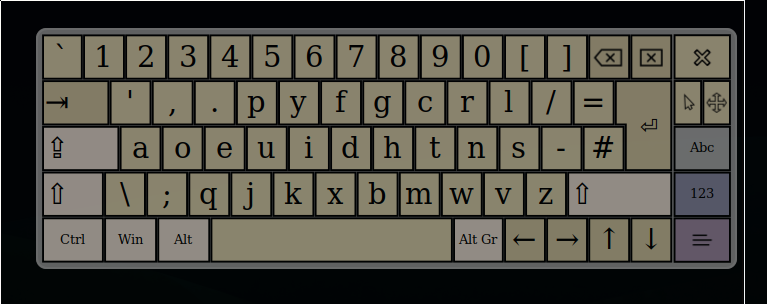 ` 1 2 3 4 5 6 7 8 9 0 [ ]
' , . p y f g c r l / =
a o e u i d h t n s - # Abc
\ ; q j k x b m w v z 123
Ctrl Win Alt Alt Gr ← → ↑ ↓